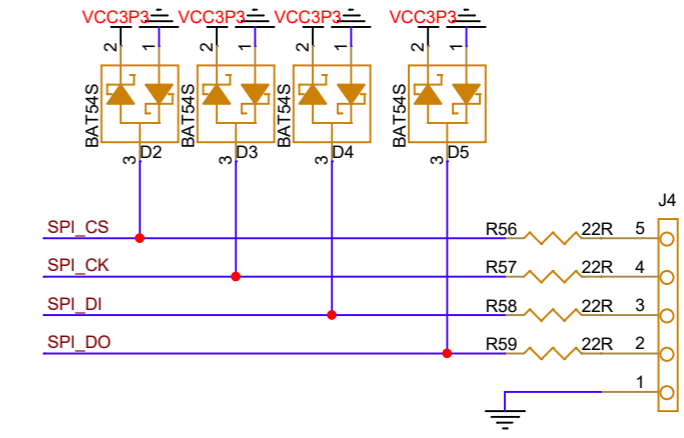 VCC3P3 VCC3P3 VCC3P3 VCC3P3
2 1 2 1 2 1 2 1
BAT54S BAT54S BAT54S BAT54S
3 D2 3 D3 3 D4 3 D5
J4
SPI_CS R56 22R 5
SPI_CK R57 22R 4
SPI_DI R58 22R 3
SPI_DO R59 22R 2
1